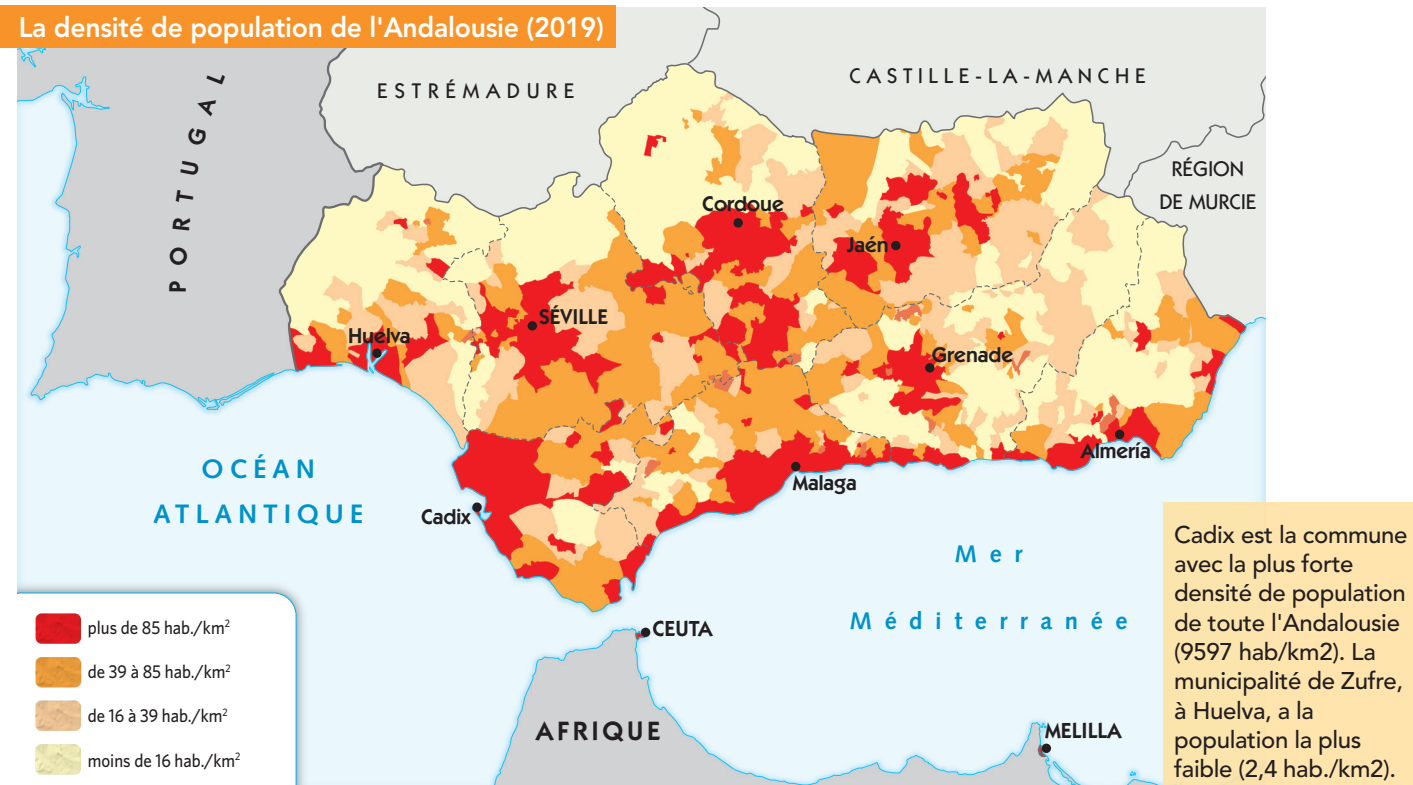 La densité de population de l'Andalousie (2019)
ESTRÉMADURE
CASTILLE-LA-MANCHE
PORTUGAL
RÉGION
DE MURCIE
Cordoue
Jaén
SÉVILLE
Huelva
Grenade
Almería
Malaga
Cadix
OCÉAN
ATLANTIQUE
Mer
Méditerranée
CEUTA
AFRIQUE
MELILLA
plus de 85 hab./km²
de 39 à 85 hab./km²
de 16 à 39 hab./km²
moins de 16 hab./km²
Cadix est la commune
avec la plus forte
densité de population
de toute l'Andalousie
(9597 hab/km2). La
municipalité de Zufre,
à Huelva, a la
population la plus
faible (2,4 hab./km2).